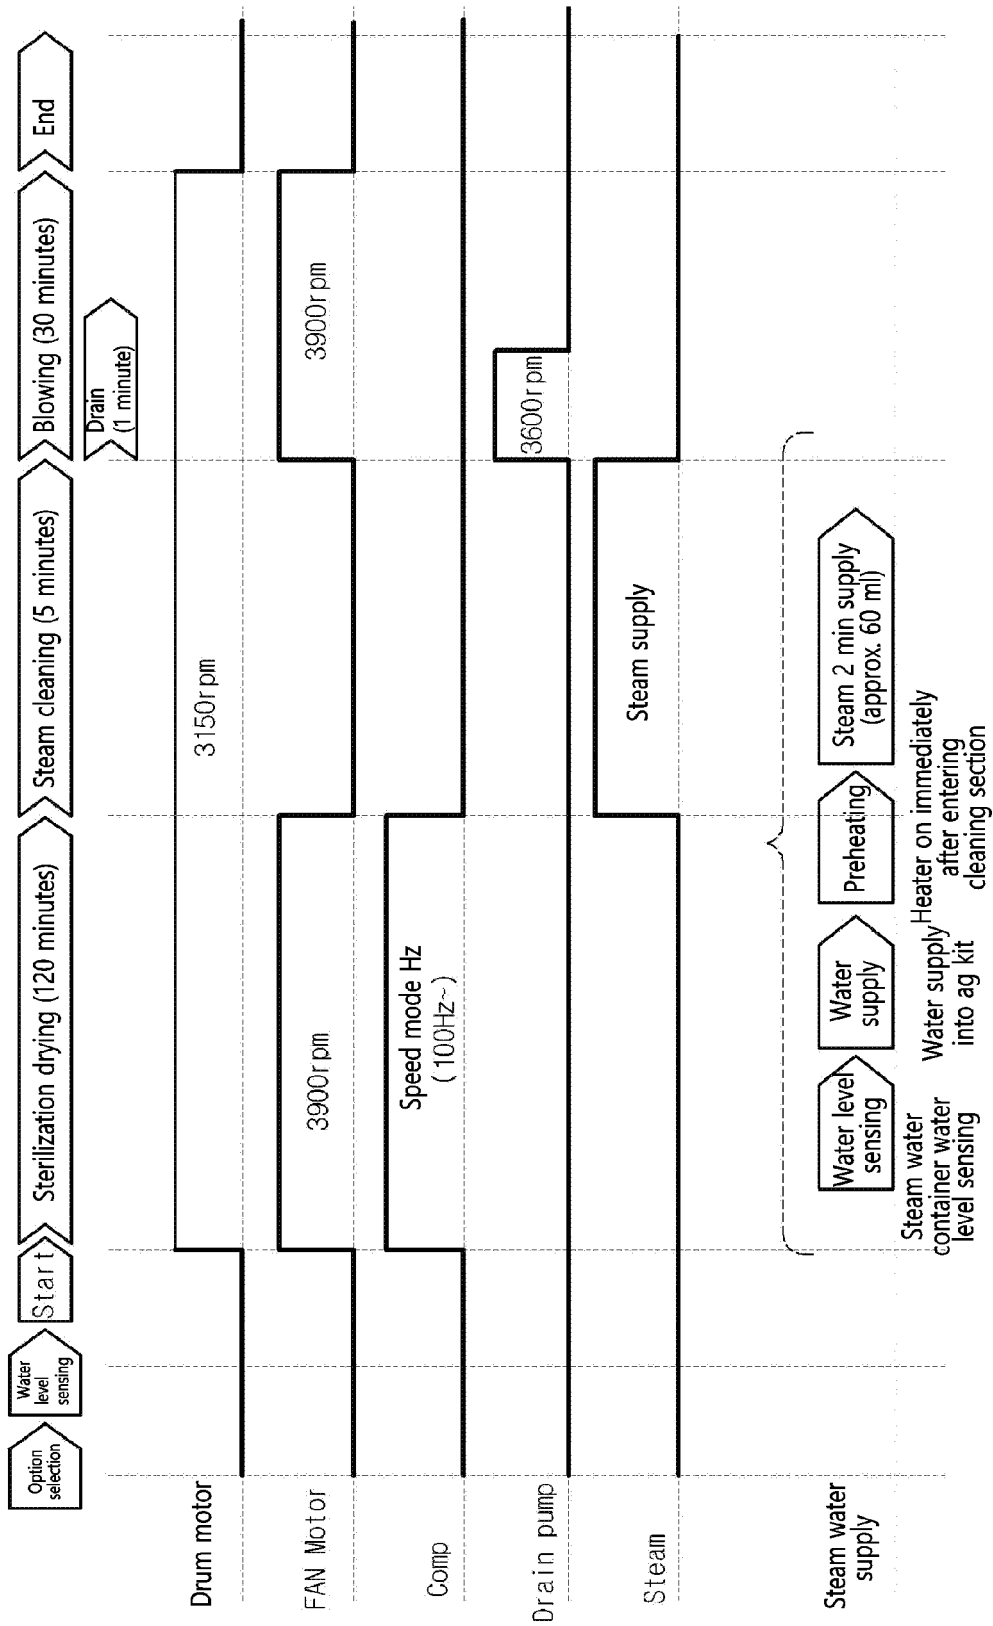 Option
selection
Water
level
sensing
Start
Sterilization drying (120 minutes)
Steam cleaning (5 minutes)
Blowing (30 minutes)
End
Drain
(1 minute)
Drum motor
3150rpm
FAN Motor
3900rpm
3900rpm
Comp
Speed mode Hz
(100Hz~)
Drain pump
3600rpm
Steam
Steam supply
Steam water
supply
Water level
sensing
Water
supply
Preheating
Steam 2 min supply
(approx. 60 ml)
Steam water
container water
level sensing
Water supply
into ag kit
Heater on immediately
after entering
cleaning section